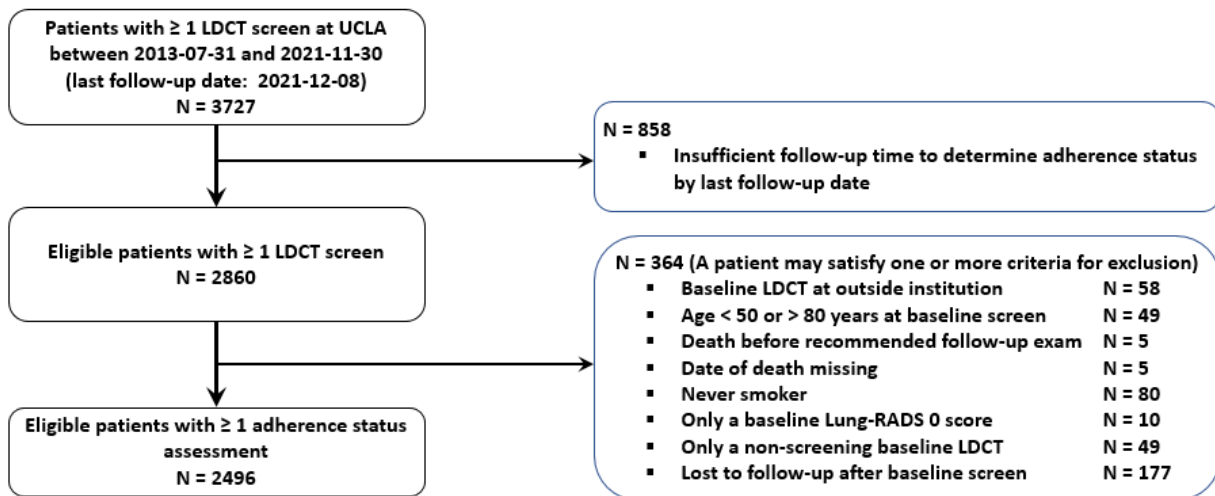 Patients with ≥ 1 LDCT screen at UCLA
between 2013-07-31 and 2021-11-30
(last follow-up date:  2021-12-08)
N = 3727
N = 858
▪ Insufficient follow-up time to determine adherence status
by last follow-up date
Eligible patients with ≥ 1 LDCT screen
N = 2860
N = 364 (A patient may satisfy one or more criteria for exclusion)
▪ Baseline LDCT at outside institution N = 58
▪ Age < 50 or > 80 years at baseline screen N = 49
▪ Death before recommended follow-up exam N = 5
▪ Date of death missing N = 5
▪ Never smoker N = 80
▪ Only a baseline Lung-RADS 0 score N = 10
▪ Only a non-screening baseline LDCT N = 49
▪ Lost to follow-up after baseline screen N = 177
Eligible patients with ≥ 1 adherence status
assessment
N = 2496